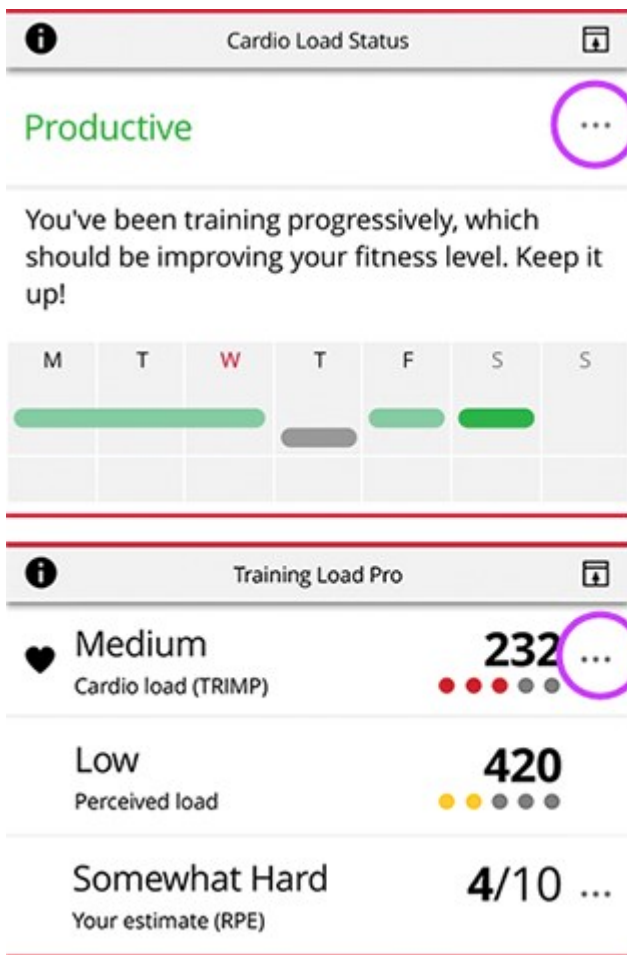 Cardio Load Status
Productive
...
You've been training progressively, which
should be improving your fitness level. Keep it
up!
M T W T F S S
Training Load Pro
Medium 232 ...
Cardio load (TRIMP)
Low 420
Perceived load
Somewhat Hard 4/10 ...
Your estimate (RPE)